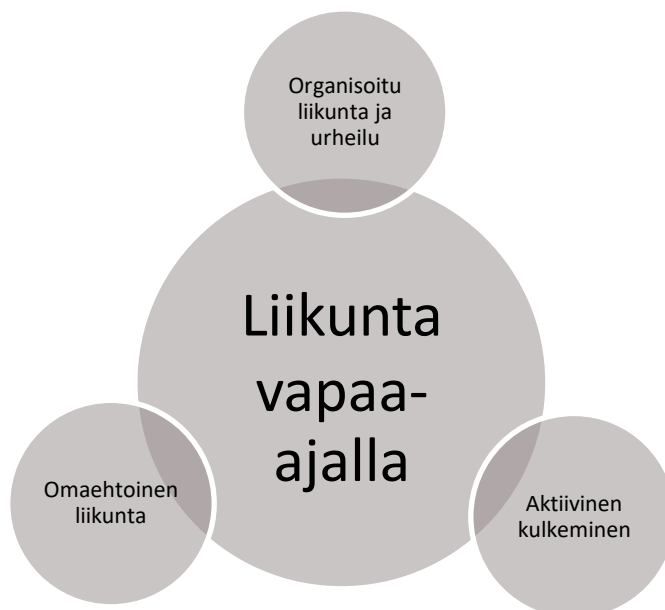 Organisoitu
liikunta ja
urheilu
Liikunta
vapaa-
ajalla
Omaehtoinen
liikunta
Aktiivinen
kulkeminen